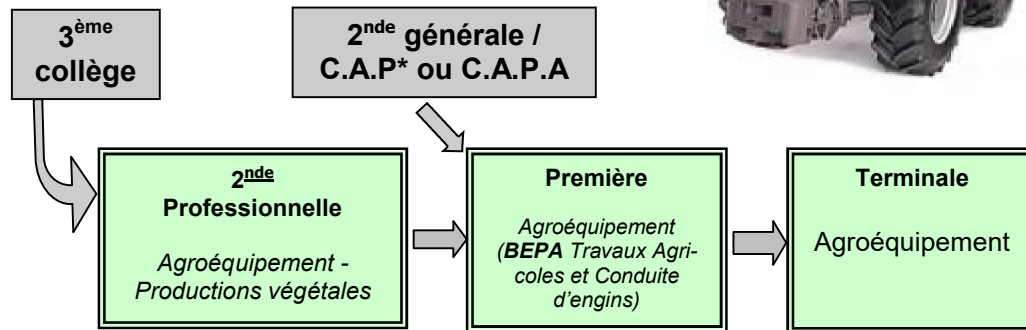 3ème
collège
2nde générale /
C.A.P* ou C.A.P.A
2nde
Professionnelle
Agroéquipement -
Productions végétales
Première
Agroéquipement
(BEPA Travaux Agri-
coles et Conduite
d'engins)
Terminale
Agroéquipement